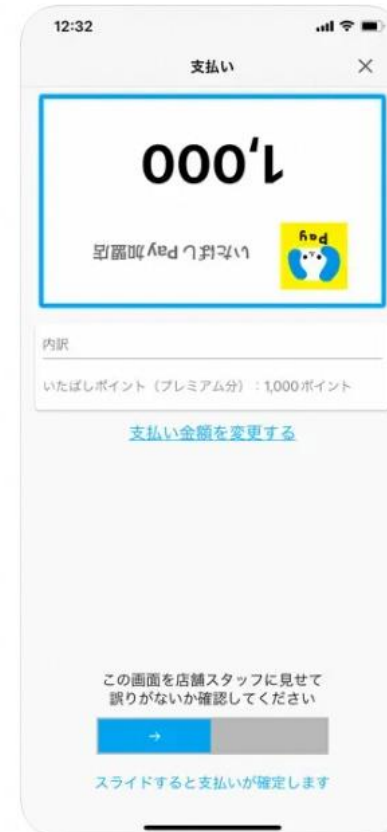 12:32
支払い
1,000
いたばしPay加盟店
Pay
内訳
いたばしポイント（プレミアム分）：1,000ポイント
支払い金額を変更する
この画面を店舗スタッフに見せて
誤りがないか確認してください
→
スライドすると支払いが確定します